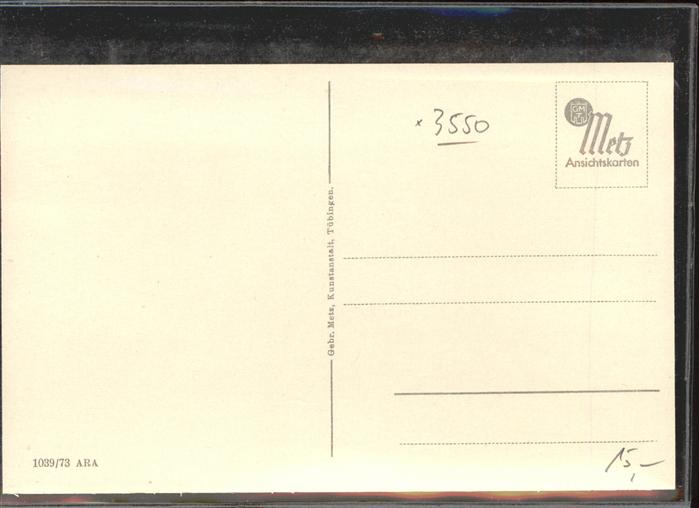 × 3550
GM
T
Metz
Ansichtskarten
Gebr. Metz, Kunstanstalt, Tübingen.
1039/73 ARA
15,—